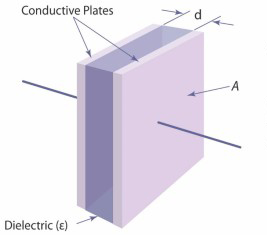 Conductive Plates
d
A
Dielectric (ε)